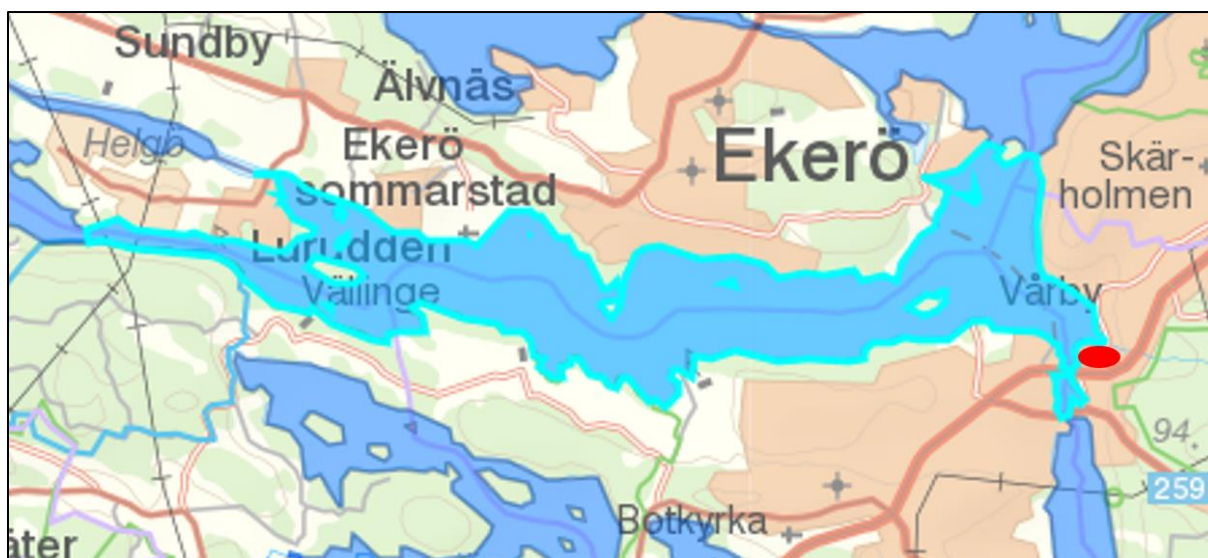 Sundby
Älvnäs
Helgö
Ekerö
sommarstad
Ekerö
Skär-
holmen
Lurudden
Vällinge
Vårby
94.
259
Botkyrka
äter